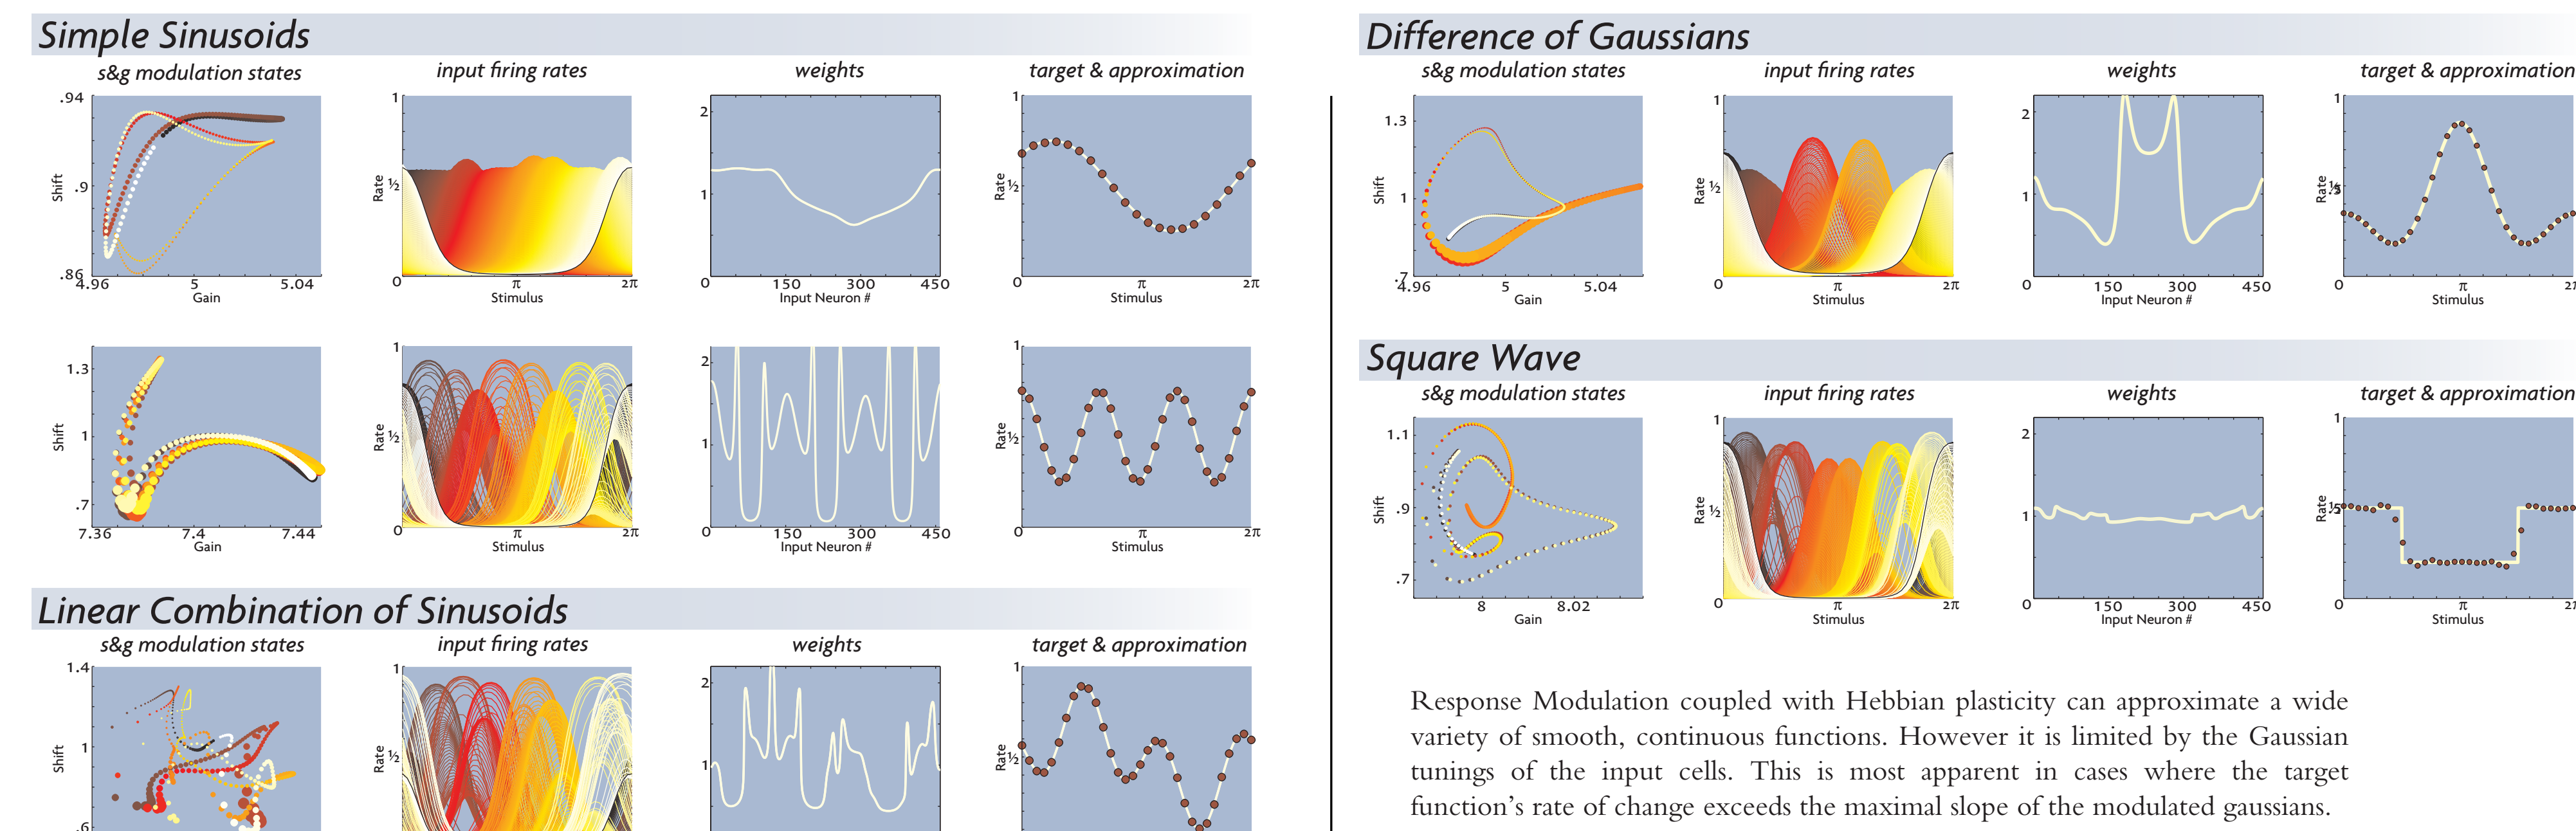 Simple Sinusoids
s&g modulation states input firing rates weights target & approximation
.94 .9 .86 Shift 4.96 5 5.04 Gain
1 ½ 0 Rate π 2π Stimulus
2 1 0 0 150 300 450 Input Neuron #
1 ½ 0 Rate 0 π 2π Stimulus
1.3 1 .7 Shift 7.36 7.4 7.44 Gain
1 ½ 0 Rate π 2π Stimulus
2 1 0 150 300 450 Input Neuron #
1 ½ Rate 0 π 2π Stimulus
Linear Combination of Sinusoids
s&g modulation states input firing rates weights target & approximation
1.4 1 .6 Shift
1 ½ Rate
2 1
1 ½ Rate
Difference of Gaussians
s&g modulation states input firing rates weights target & approximation
1.3 1 .7 Shift 4.96 5 5.04 Gain
1 ½ Rate 0 π 2π Stimulus
2 1 0 0 150 300 450 Input Neuron #
1 Rate 0 π Stimulus
Square Wave
s&g modulation states input firing rates weights target & approximation
1.1 .9 .7 Shift 8 8.02 Gain
1 ½ Rate 0 π 2π Stimulus
2 1 0 150 300 450 Input Neuron #
1 Rate 0 π Stimulus
Response Modulation coupled with Hebbian plasticity can approximate a wide
variety of smooth, continuous functions. However it is limited by the Gaussian
tunings of the input cells. This is most apparent in cases where the target
function's rate of change exceeds the maximal slope of the modulated gaussians.